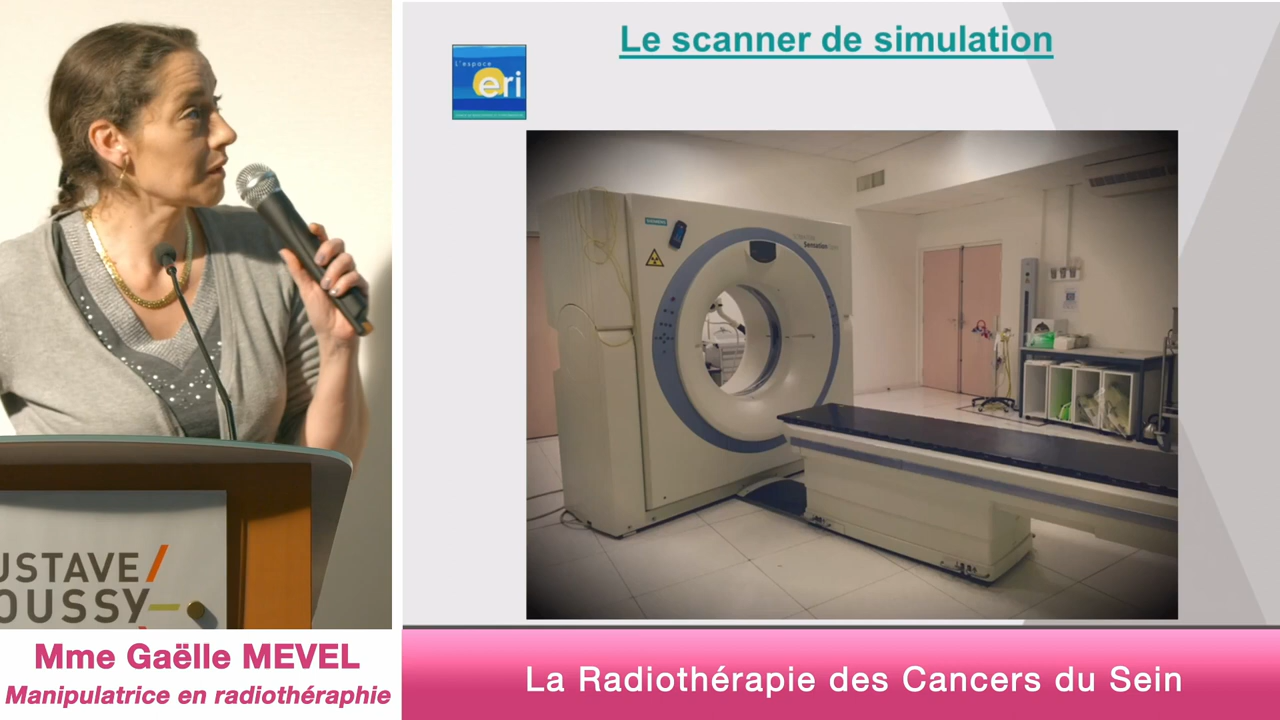 Le scanner de simulation
L'espace
eri
SIEMENS
Sensation
USTAVE/
OUSSY
Mme Gaëlle MEVEL
Manipulatrice en radiothéraphie
La Radiothérapie des Cancers du Sein